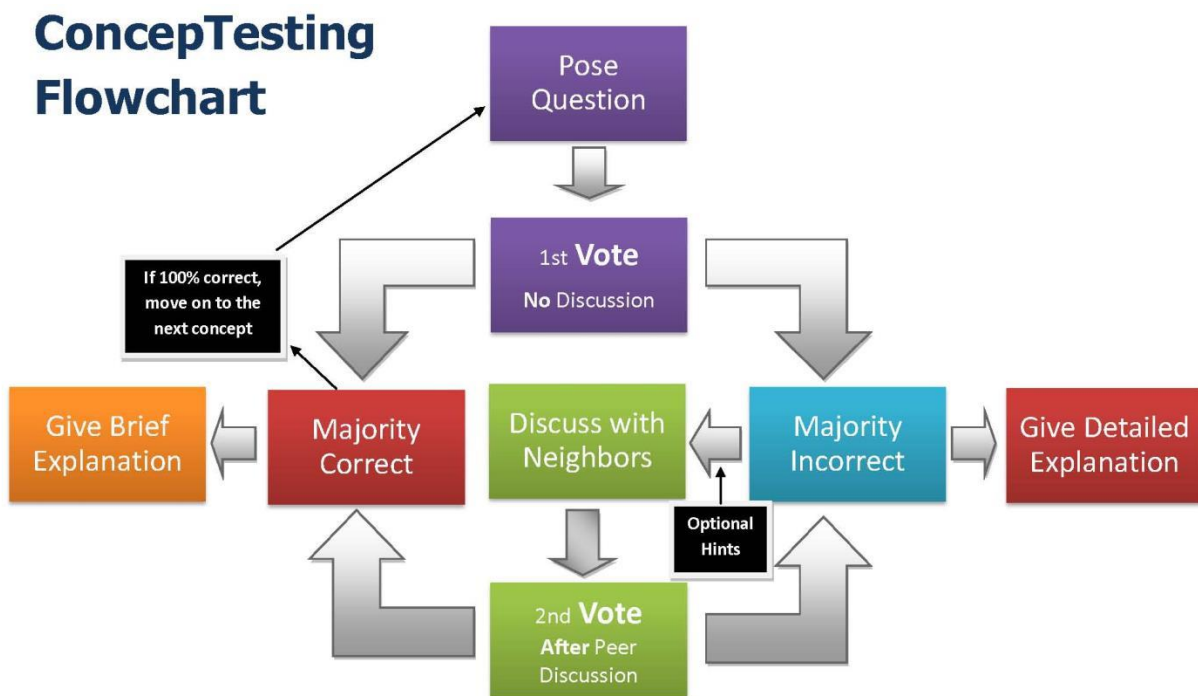 ConcepTesting
Flowchart
Pose
Question
1st Vote
No Discussion
If 100% correct,
move on to the
next concept
Give Brief
Explanation
Majority
Correct
Discuss with
Neighbors
Majority
Incorrect
Give Detailed
Explanation
Optional
Hints
2nd Vote
After Peer
Discussion